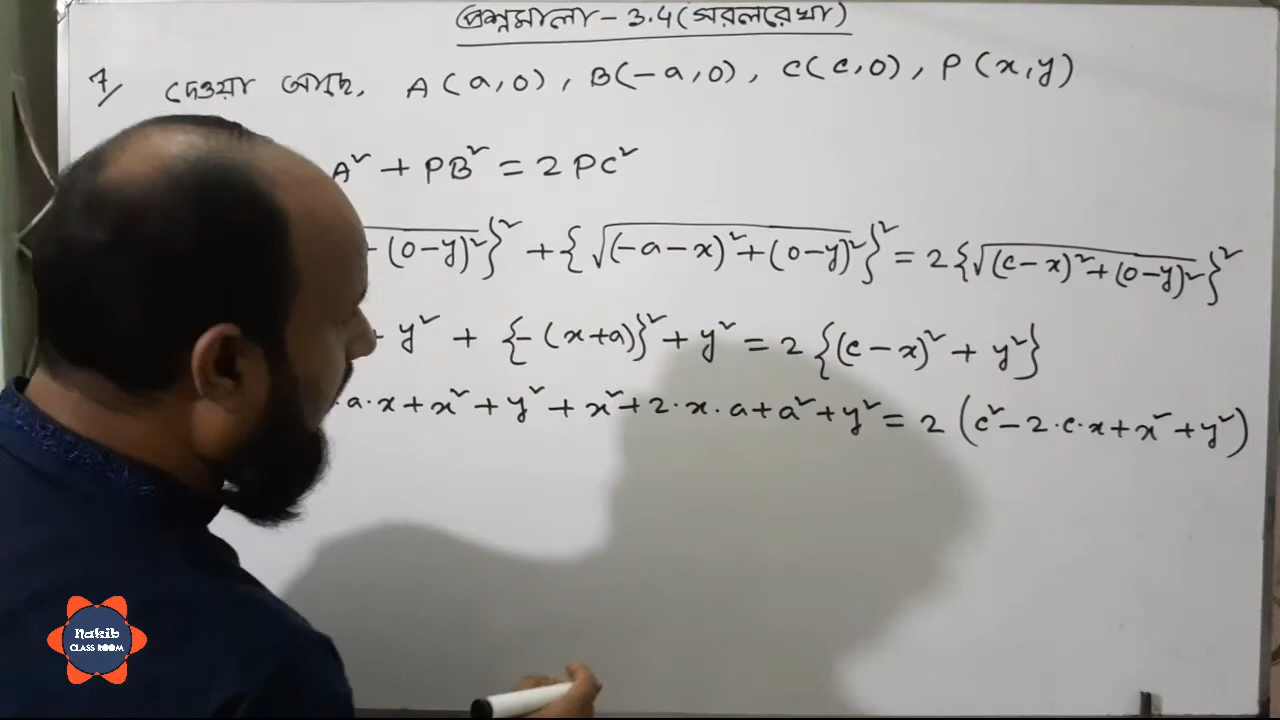 প্রশ্নমালা - 3.4 (সরলরেখা)
7/ দেওয়া আছে, A(a,0), B(-a,0), C(c,0), P(x,y)
A² + PB² = 2PC²
- (0-y)²}² + {√(-a-x)²+(0-y)²}² = 2{√(c-x)²+(0-y)²}²
y² + {-(x+a)}² + y² = 2{(c-x)² + y²}
.a.x+x²+y²+x²+2.x.a+a²+y² = 2(c²-2.c.x+x²+y²)
Nakib
CLASS ROOM